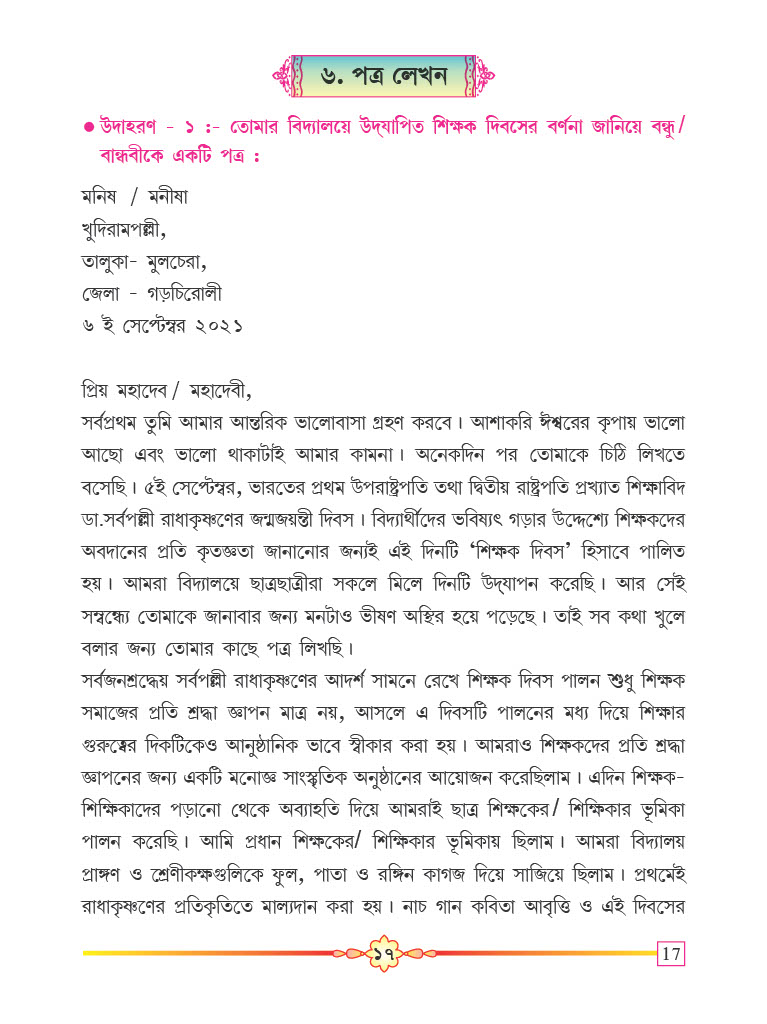 ৬. পত্র লেখন
● উদাহরণ - ১ :- তোমার বিদ্যালয়ে উদ্‌যাপিত শিক্ষক দিবসের বর্ণনা জানিয়ে বন্ধু/
বান্ধবীকে একটি পত্র :
মনিষ / মনীষা
খুদিরামপল্লী,
তালুকা- মুলচেরা,
জেলা - গড়চিরোলী
৬ ই সেপ্টেম্বর ২০২১
প্রিয় মহাদেব / মহাদেবী,
সর্বপ্রথম তুমি আমার আন্তরিক ভালোবাসা গ্রহণ করবে। আশাকরি ঈশ্বরের কৃপায় ভালো
আছো এবং ভালো থাকাটাই আমার কামনা। অনেকদিন পর তোমাকে চিঠি লিখতে
বসেছি। ৫ই সেপ্টেম্বর, ভারতের প্রথম উপরাষ্ট্রপতি তথা দ্বিতীয় রাষ্ট্রপতি প্রখ্যাত শিক্ষাবিদ
ডা.সর্বপল্লী রাধাকৃষ্ণণের জন্মজয়ন্তী দিবস। বিদ্যার্থীদের ভবিষ্যৎ গড়ার উদ্দেশ্যে শিক্ষকদের
অবদানের প্রতি কৃতজ্ঞতা জানানোর জন্যই এই দিনটি ‘শিক্ষক দিবস’ হিসাবে পালিত
হয়। আমরা বিদ্যালয়ে ছাত্রছাত্রীরা সকলে মিলে দিনটি উদ্‌যাপন করেছি। আর সেই
সম্বন্ধ্যে তোমাকে জানাবার জন্য মনটাও ভীষণ অস্থির হয়ে পড়েছে। তাই সব কথা খুলে
বলার জন্য তোমার কাছে পত্র লিখছি।
সর্বজনশ্রদ্ধেয় সর্বপল্লী রাধাকৃষ্ণণের আদর্শ সামনে রেখে শিক্ষক দিবস পালন শুধু শিক্ষক
সমাজের প্রতি শ্রদ্ধা জ্ঞাপন মাত্র নয়, আসলে এ দিবসটি পালনের মধ্য দিয়ে শিক্ষার
গুরুত্বের দিকটিকেও আনুষ্ঠানিক ভাবে স্বীকার করা হয়। আমরাও শিক্ষকদের প্রতি শ্রদ্ধা
জ্ঞাপনের জন্য একটি মনোজ্ঞ সাংস্কৃতিক অনুষ্ঠানের আয়োজন করেছিলাম। এদিন শিক্ষক-
শিক্ষিকাদের পড়ানো থেকে অব্যাহতি দিয়ে আমরাই ছাত্র শিক্ষকের/ শিক্ষিকার ভূমিকা
পালন করেছি। আমি প্রধান শিক্ষকের/ শিক্ষিকার ভূমিকায় ছিলাম। আমরা বিদ্যালয়
প্রাঙ্গণ ও শ্রেণীকক্ষগুলিকে ফুল, পাতা ও রঙ্গিন কাগজ দিয়ে সাজিয়ে ছিলাম। প্রথমেই
রাধাকৃষ্ণণের প্রতিকৃতিতে মাল্যদান করা হয়। নাচ গান কবিতা আবৃত্তি ও এই দিবসের
১৭
17